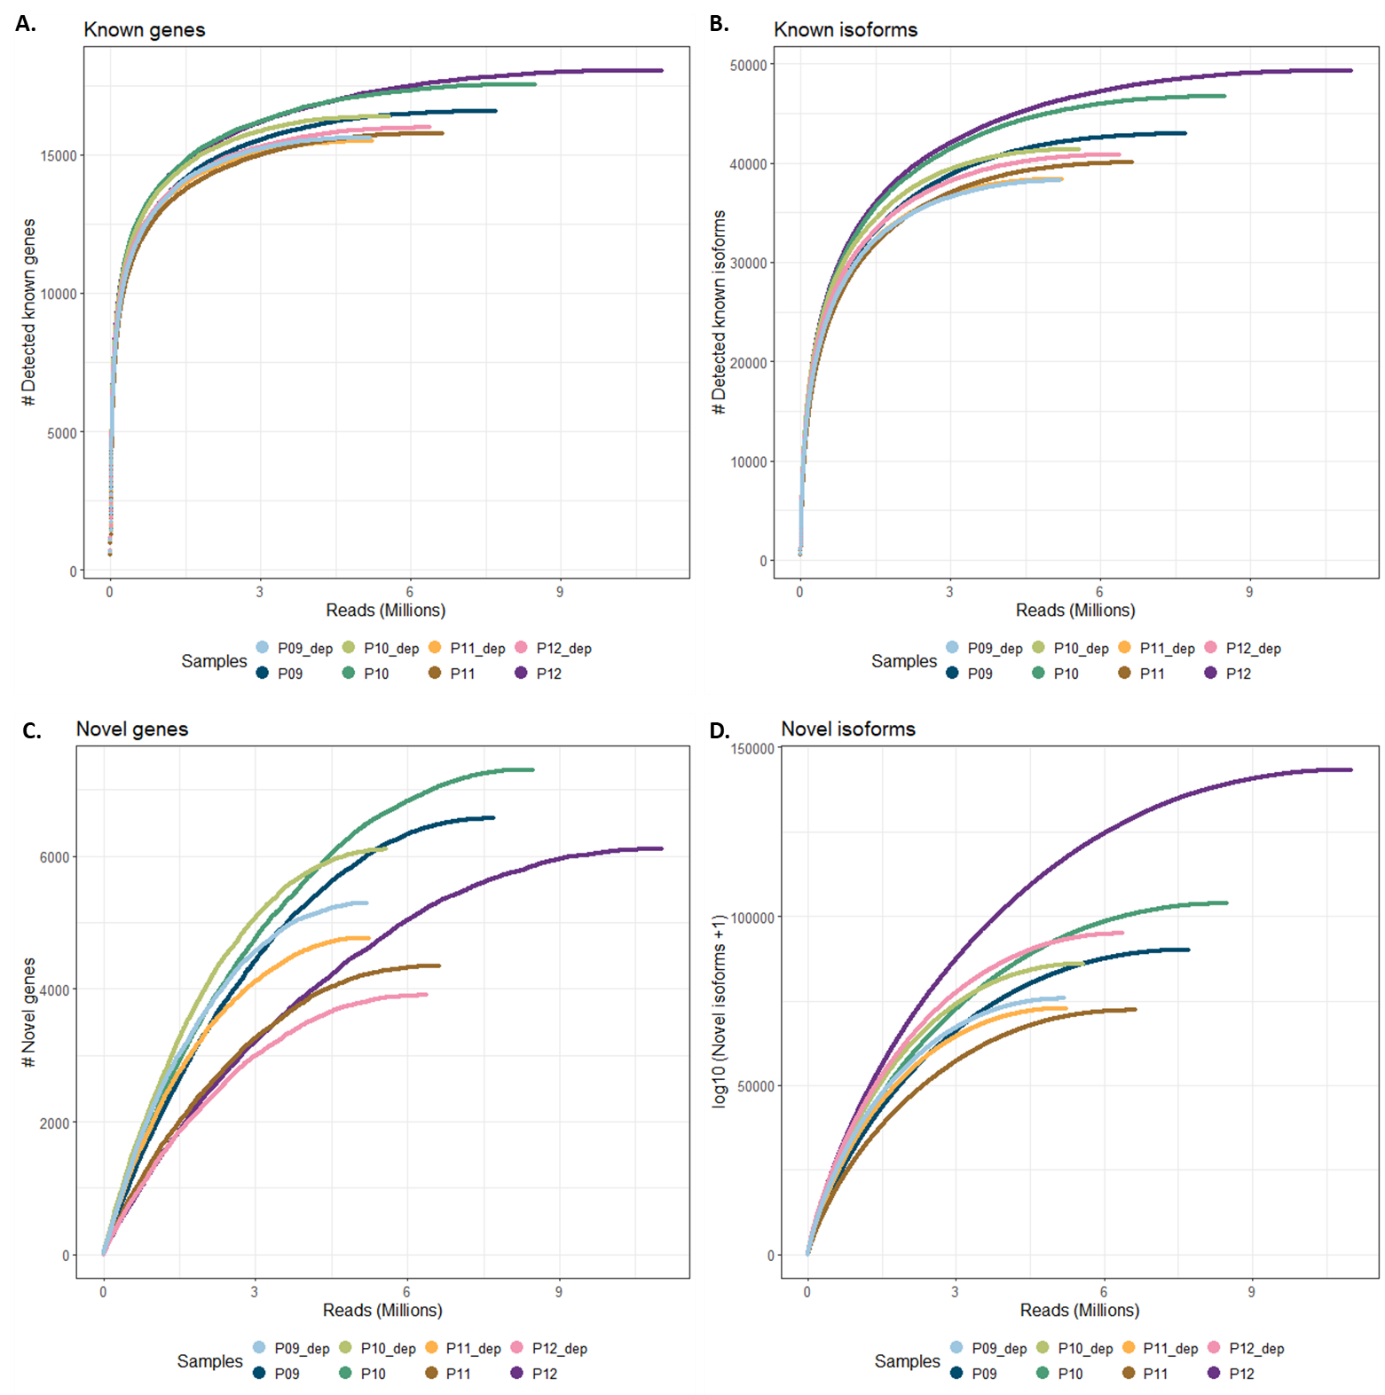 A.
Known genes
# Detected known genes
15000
10000
5000
0
0 3 6 9
Reads (Millions)
Samples
P09_dep P10_dep P11_dep P12_dep
P09 P10 P11 P12
B.
Known isoforms
# Detected known isoforms
50000
40000
30000
20000
10000
0
0 3 6 9
Reads (Millions)
Samples
P09_dep P10_dep P11_dep P12_dep
P09 P10 P11 P12
C.
Novel genes
# Novel genes
6000
4000
2000
0
0 3 6 9
Reads (Millions)
Samples
P09_dep P10_dep P11_dep P12_dep
P09 P10 P11 P12
D.
Novel isoforms
log10 (Novel isoforms +1)
150000
100000
50000
0
0 3 6 9
Reads (Millions)
Samples
P09_dep P10_dep P11_dep P12_dep
P09 P10 P11 P12